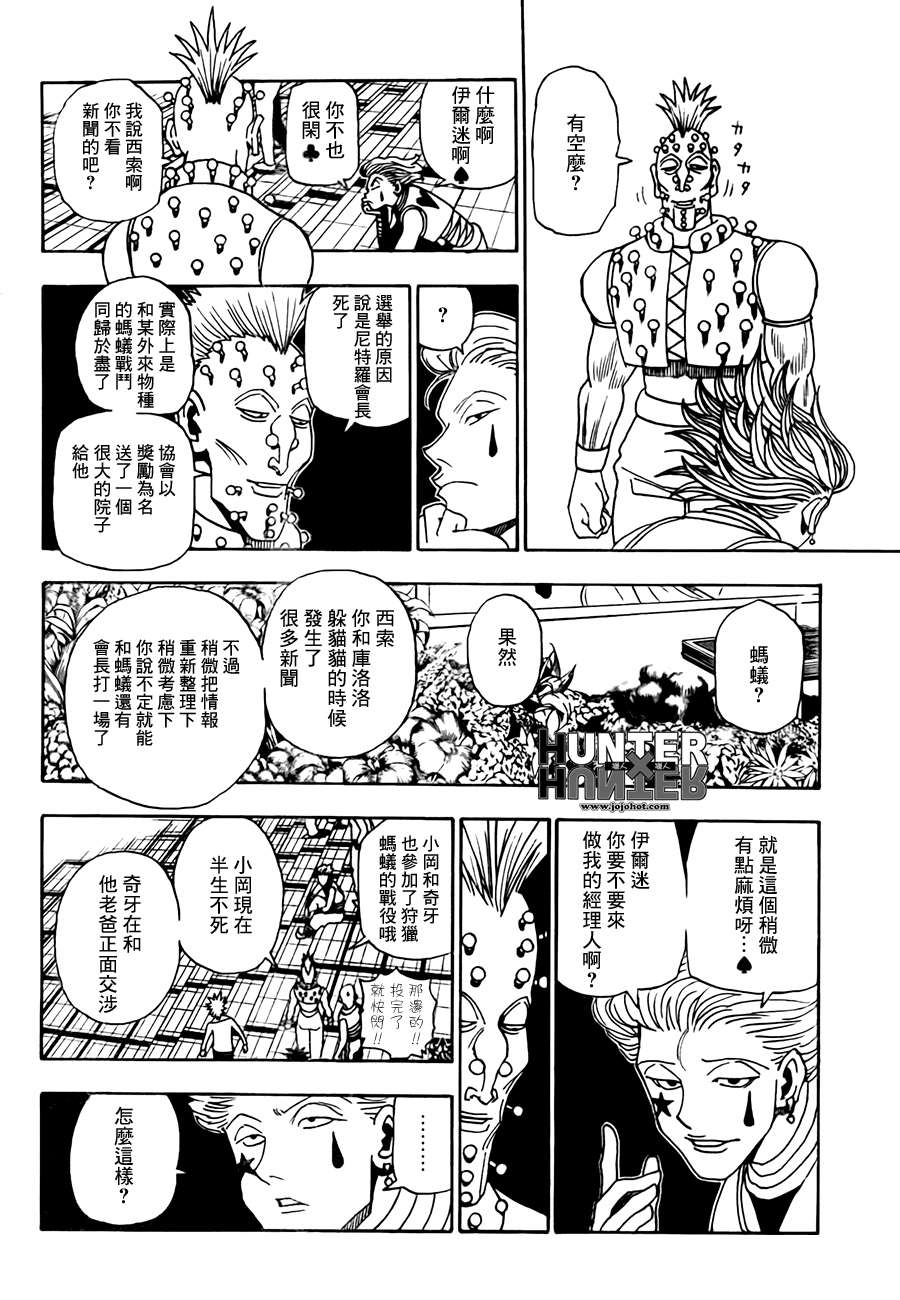 有空麼?
カタ
カタ
什麼啊
伊爾迷啊♠
你不也
很閑♣
我說西索啊
你不看
新聞的吧?
?
選舉的原因
說是尼特羅會長
死了
實際上是
和某外來物種
的螞蟻戰鬥
同歸於盡了
協會以
獎勵為名
送了一個
很大的院子
給他
螞蟻?
果然
西索
你和庫洛洛
躲貓貓的時候
發生了
很多新聞
不過
稍微把情報
重新整理下
稍微考慮下
你說不定就能
和螞蟻還有
會長打一場了
HUNTER
×
HUNTER
www.jojohot.com
就是這個稍微
有點麻煩呀…♠
伊爾迷
你要不要來
做我的經理人啊?
小岡和奇牙
也參加了狩獵
螞蟻的戰役哦
那邊的!!
投完了
就快閃!!
小岡現在
半生不死
奇牙在和
他老爸正面交涉
……
怎麼這樣?